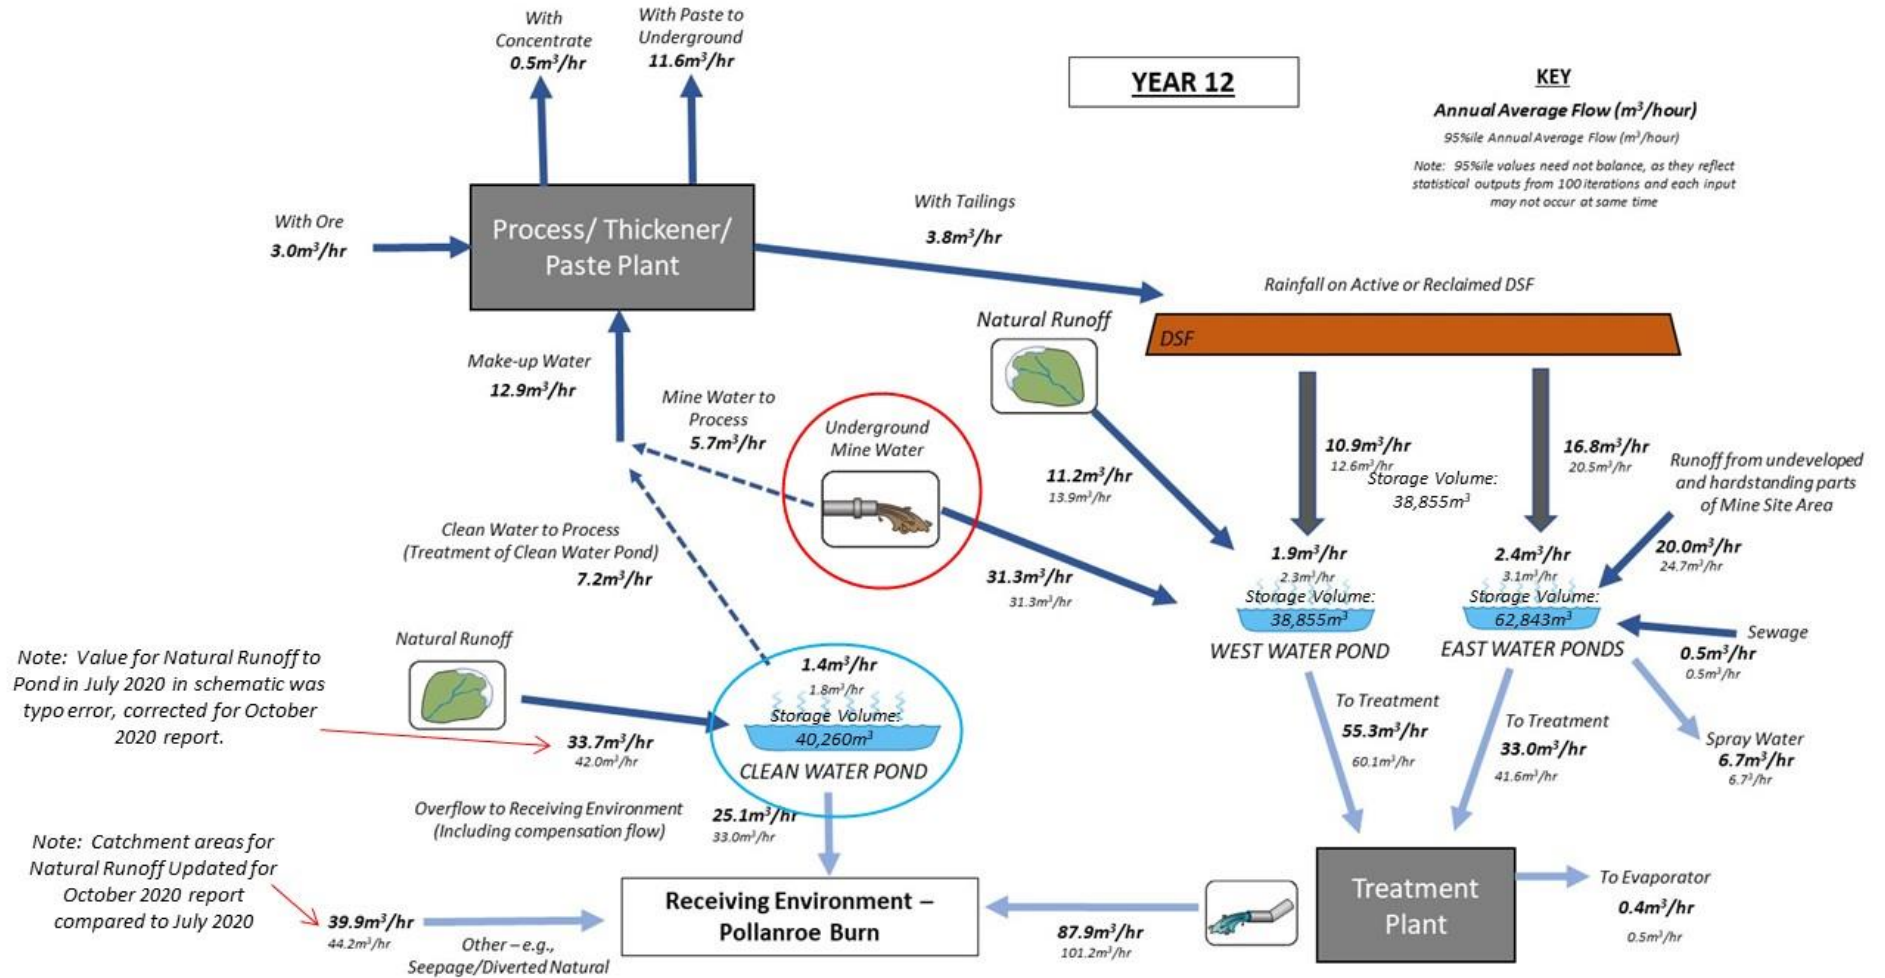 With
Concentrate
0.5m³/hr
With Paste to
Underground
11.6m³/hr
YEAR 12
KEY
Annual Average Flow (m³/hour)
95%ile Annual Average Flow (m³/hour)
Note: 95%ile values need not balance, as they reflect
statistical outputs from 100 iterations and each input
may not occur at same time
With Ore
3.0m³/hr
Process/ Thickener/
Paste Plant
With Tailings
3.8m³/hr
Rainfall on Active or Reclaimed DSF
DSF
Natural Runoff
Make-up Water
12.9m³/hr
Mine Water to
Process
5.7m³/hr
Underground
Mine Water
11.2m³/hr
13.9m³/hr
10.9m³/hr
12.6m³/hr
Storage Volume:
38,855m³
16.8m³/hr
20.5m³/hr
Runoff from undeveloped
and hardstanding parts
of Mine Site Area
20.0m³/hr
24.7m³/hr
Clean Water to Process
(Treatment of Clean Water Pond)
7.2m³/hr
31.3m³/hr
31.3m³/hr
1.9m³/hr
2.3m³/hr
Storage Volume:
38,855m³
WEST WATER POND
2.4m³/hr
3.1m³/hr
Storage Volume:
62,843m³
EAST WATER PONDS
Sewage
0.5m³/hr
0.5m³/hr
Note: Value for Natural Runoff to
Pond in July 2020 in schematic was
typo error, corrected for October
2020 report.
Natural Runoff
33.7m³/hr
42.0m³/hr
1.4m³/hr
1.8m³/hr
Storage Volume:
40,260m³
CLEAN WATER POND
To Treatment
55.3m³/hr
60.1m³/hr
To Treatment
33.0m³/hr
41.6m³/hr
Spray Water
6.7m³/hr
6.7³/hr
Overflow to Receiving Environment
(Including compensation flow)
25.1m³/hr
33.0m³/hr
Note: Catchment areas for
Natural Runoff Updated for
October 2020 report
compared to July 2020
39.9m³/hr
44.2m³/hr
Other – e.g.,
Seepage/Diverted Natural
Receiving Environment –
Pollanroe Burn
87.9m³/hr
101.2m³/hr
Treatment
Plant
To Evaporator
0.4m³/hr
0.5m³/hr